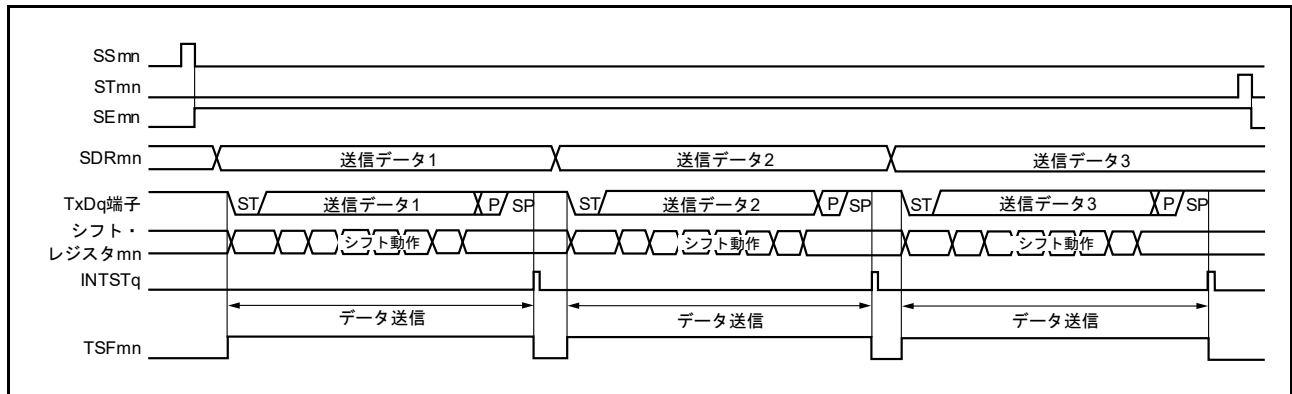 SSmn
STmn
SEmn
SDRmn 送信データ1 送信データ2 送信データ3
TxDq端子 ST 送信データ1 P SP ST 送信データ2 P SP ST 送信データ3 P SP
シフト・
レジスタmn シフト動作 シフト動作 シフト動作
INTSTq
データ送信 データ送信 データ送信
TSFmn